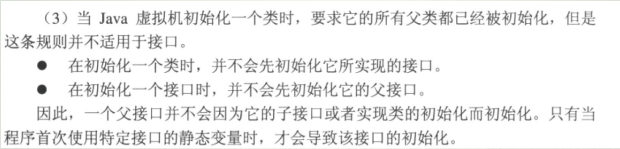 （3）当 Java 虚拟机初始化一个类时，要求它的所有父类都已经被初始化，但是
这条规则并不适用于接口。
● 在初始化一个类时，并不会先初始化它所实现的接口。
● 在初始化一个接口时，并不会先初始化它的父接口。
因此，一个父接口并不会因为它的子接口或者实现类的初始化而初始化。只有当
程序首次使用特定接口的静态变量时，才会导致该接口的初始化。